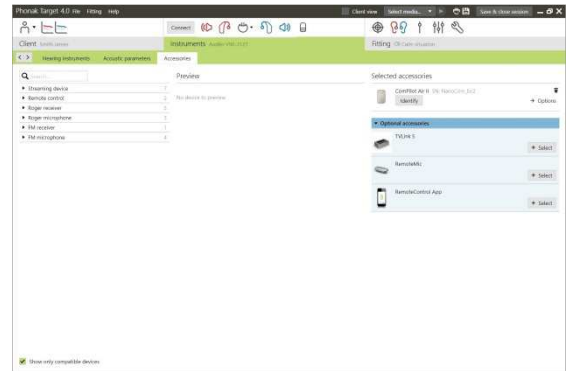 Phonak Target 4.0 File Fitting Help
Client view Select media... Save & close session
Connect
Client
Instruments
Fitting
Hearing instruments Acoustic parameters Accessories
Search
Preview
Selected accessories
Streaming device
Remote control
Roger receiver
Roger microphone
FM receiver
FM microphone
No device to preview
ComPilot Air II
Identify
Options
Optional accessories
TVLink S
Select
RemoteMic
Select
RemoteControl App
Select
Show only compatible devices